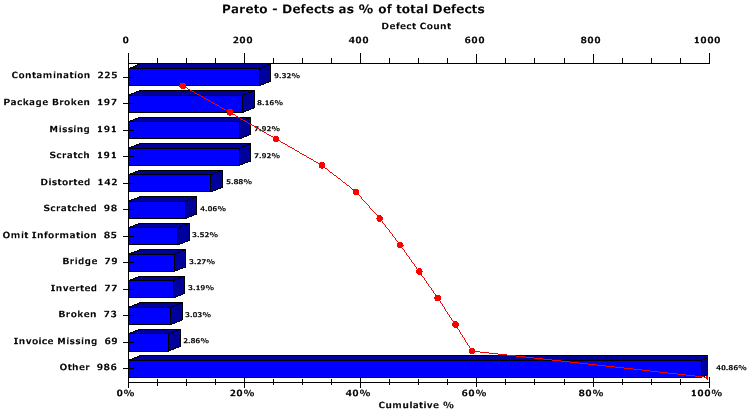 Pareto - Defects as % of total Defects
Defect Count
0 200 400 600 800 1000
Contamination 225 9.32%
Package Broken 197 8.16%
Missing 191 7.92%
Scratch 191 7.92%
Distorted 142 5.88%
Scratched 98 4.06%
Omit Information 85 3.52%
Bridge 79 3.27%
Inverted 77 3.19%
Broken 73 3.03%
Invoice Missing 69 2.86%
Other 986 40.86%
0% 20% 40% 60% 80% 100%
Cumulative %